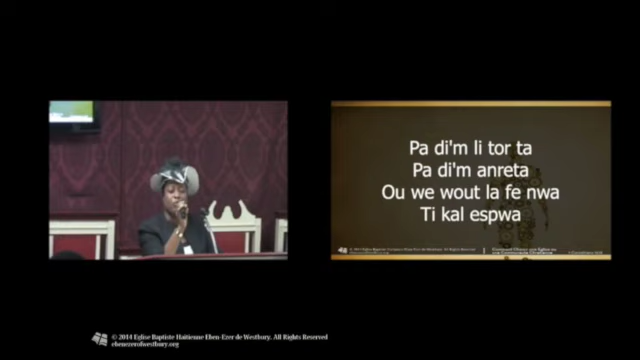 Pa di'm li tor ta
Pa di'm anreta
Ou we wout la fe nwa
Ti kal espwa
© 2014 Eglise Baptiste Haitienne Eben-Ezer de Westbury. All Rights Reserved
ebenezerofwestbury.org